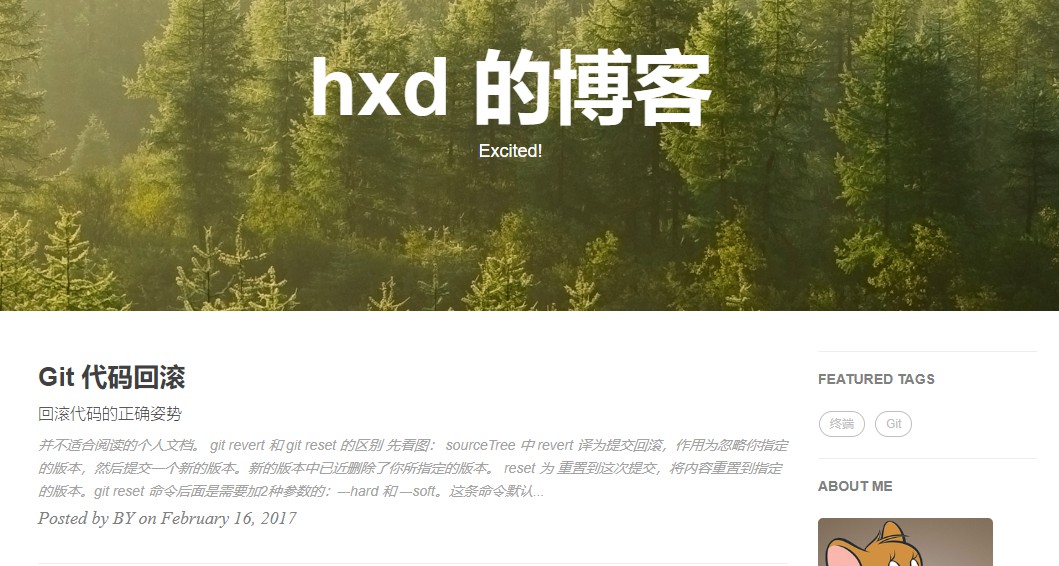 hxd 的博客
Excited!
Git 代码回滚
回滚代码的正确姿势
并不适合阅读的个人文档。 git revert 和 git reset 的区别 先看图： sourceTree 中 revert 译为提交回滚，作用为忽略你指定
的版本，然后提交一个新的版本。新的版本中已近删除了你所指定的版本。 reset 为 重置到这次提交，将内容重置到指定
的版本。git reset 命令后面是需要加2种参数的：—hard 和 —soft。这条命令默认...
Posted by BY on February 16, 2017
FEATURED TAGS
终端 Git
ABOUT ME